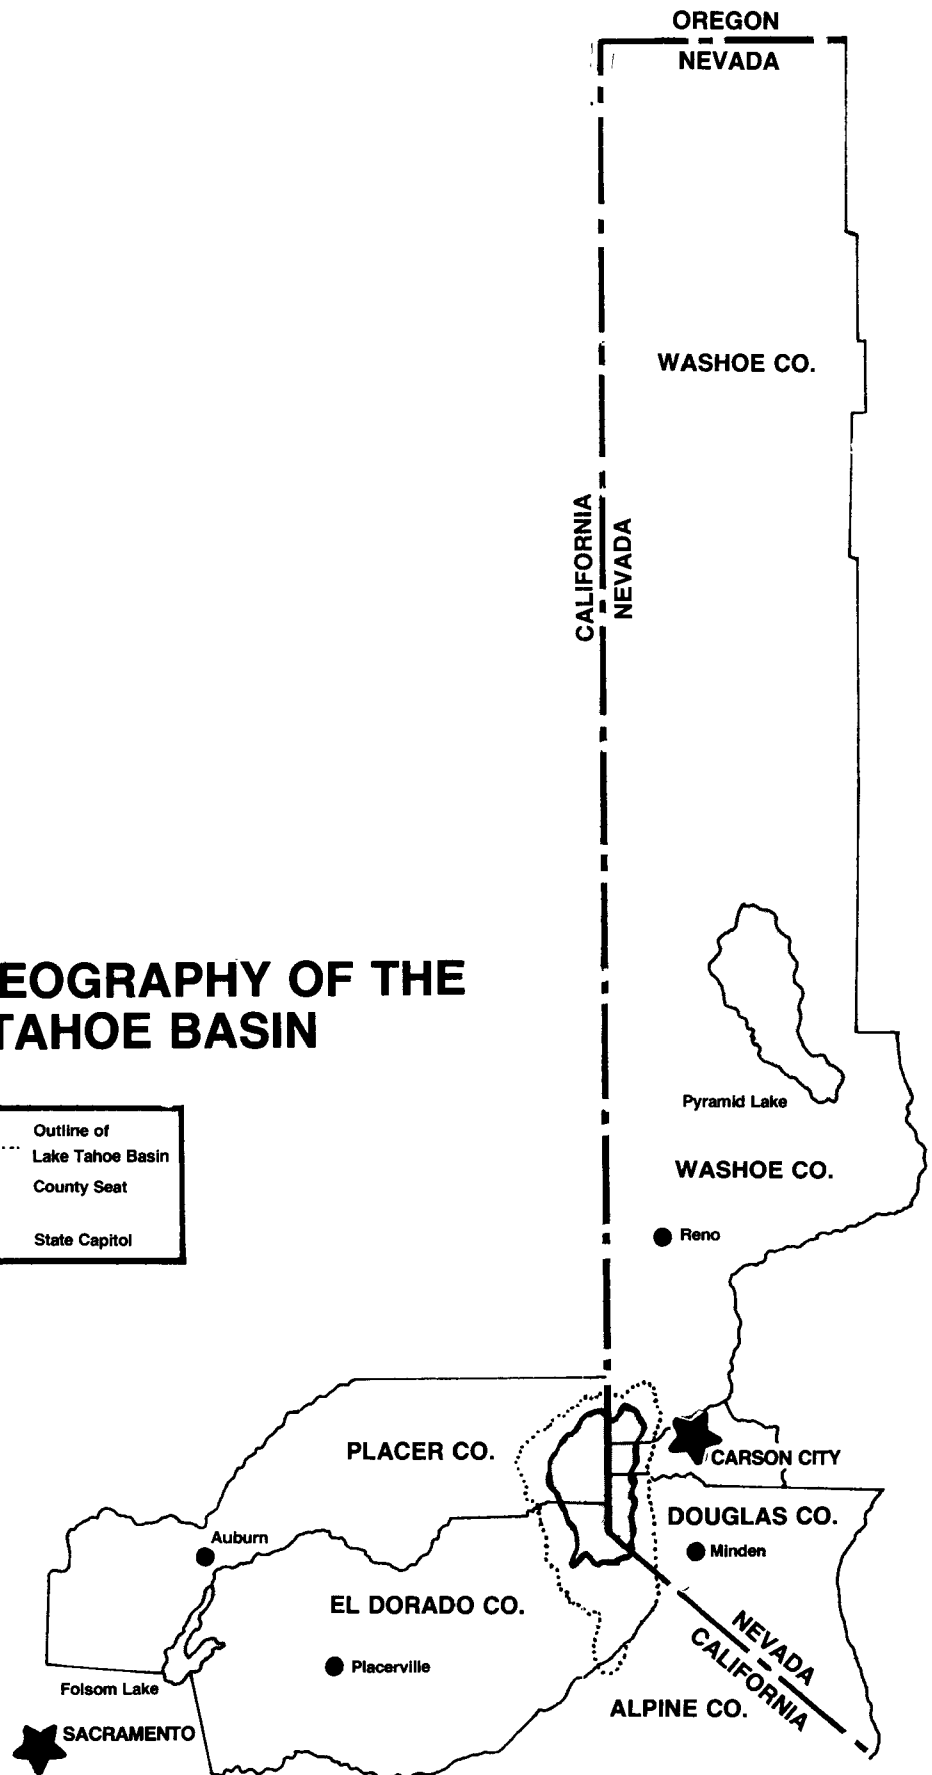 OREGON
NEVADA
WASHOE CO.
CALIFORNIA
NEVADA
EOGRAPHY OF THE
TAHOE BASIN
Pyramid Lake
Outline of
Lake Tahoe Basin
County Seat
State Capitol
WASHOE CO.
Reno
PLACER CO.
CARSON CITY
DOUGLAS CO.
Auburn
Minden
EL DORADO CO.
NEVADA
CALIFORNIA
Placerville
Folsom Lake
ALPINE CO.
SACRAMENTO